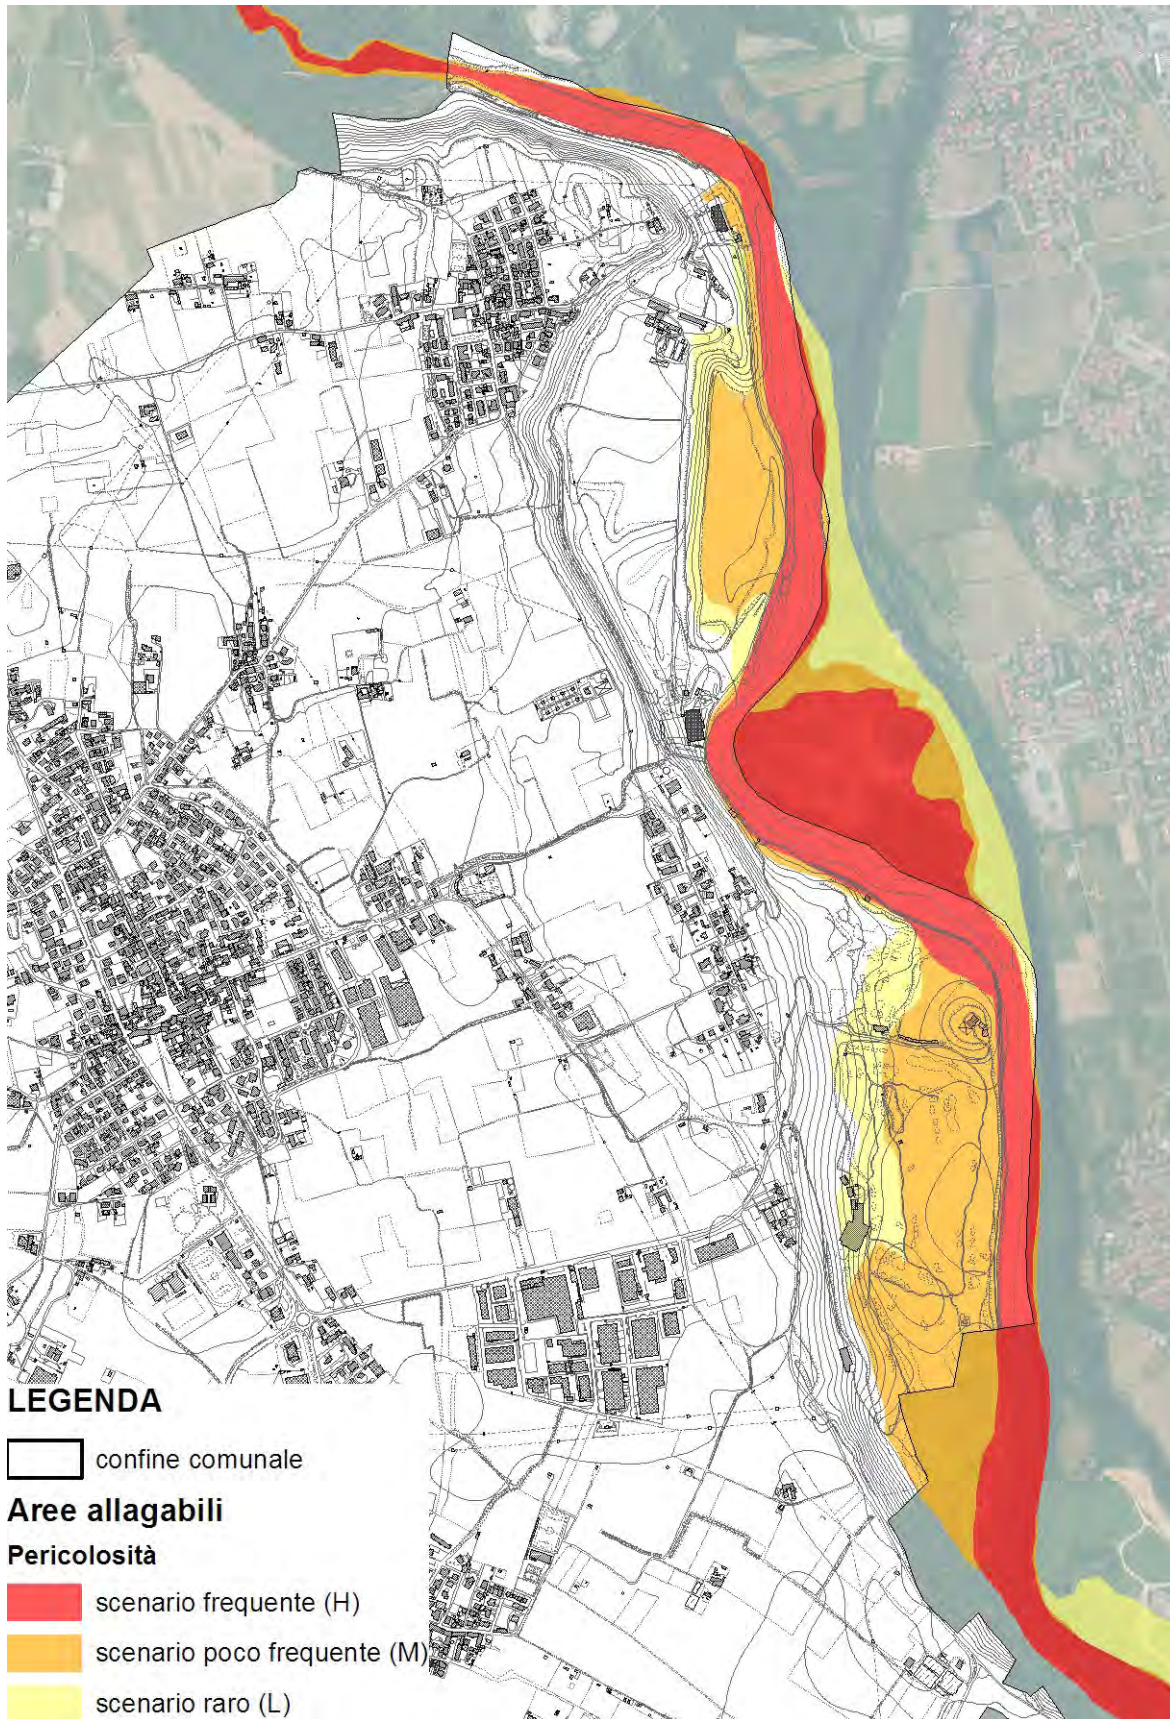 LEGENDA
confine comunale
Aree allagabili
Pericolosità
scenario frequente (H)
scenario poco frequente (M)
scenario raro (L)